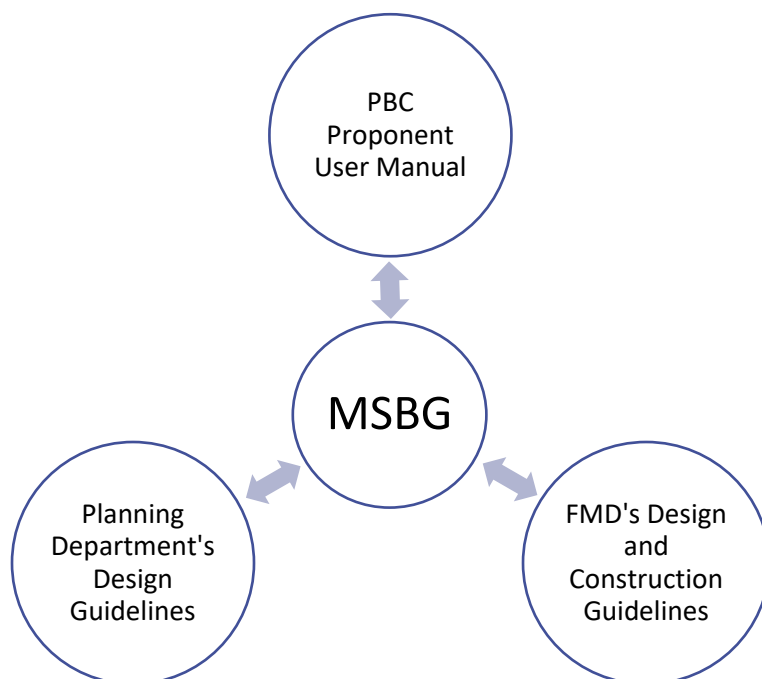 PBC
Proponent
User Manual
MSBG
Planning
Department's
Design
Guidelines
FMD's Design
and
Construction
Guidelines